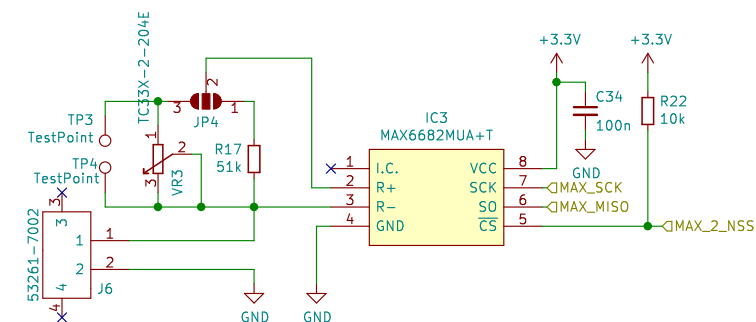 TC33X-2-204E
+3.3V
+3.3V
2
3
1
JP4
TP3
TestPoint
TP4
TestPoint
1
2
3
VR3
R17
51k
IC3
MAX6682MUA+T
1
I.C.
2
R+
3
R-
4
GND
VCC
8
SCK
7
SO
6
CS
5
C34
100n
GND
R22
10k
MAX_SCK
MAX_MISO
MAX_2_NSS
53261-7002
3
3
1
1
2
2
4
4
J6
GND
GND